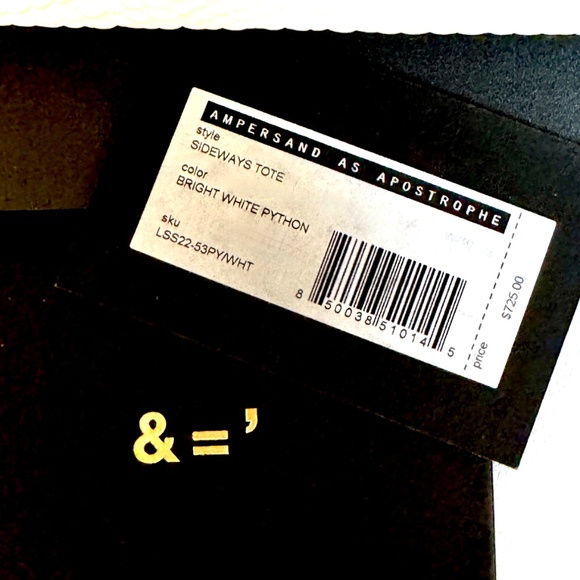 AMPERSAND AS APOSTROPHE
style
SIDEWAYS TOTE
color
BRIGHT WHITE PYTHON
sku
LSS22-53PY/WHT
8 50038 51014 5
price $725.00
& = ’